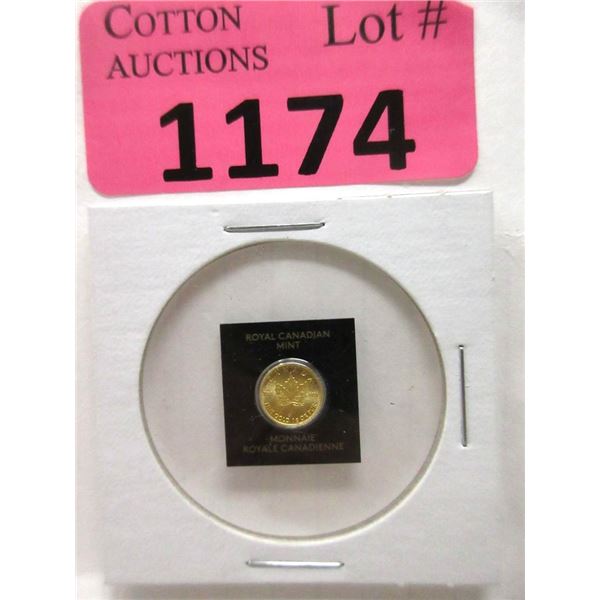 COTTON Lot #
AUCTIONS
1174
ROYAL CANADIAN
MINT
MONNAIE
ROYALE CANADIENNE